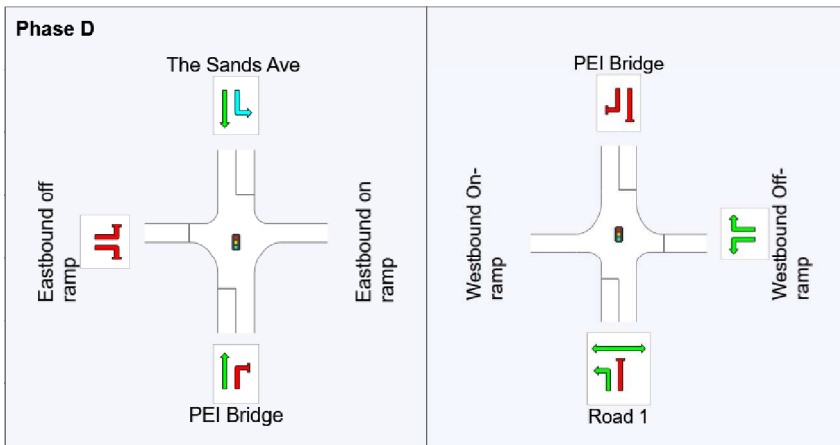 Phase D
The Sands Ave
Eastbound off
ramp
Eastbound on
ramp
PEI Bridge
PEI Bridge
Westbound On-
ramp
Westbound Off-
ramp
Road 1